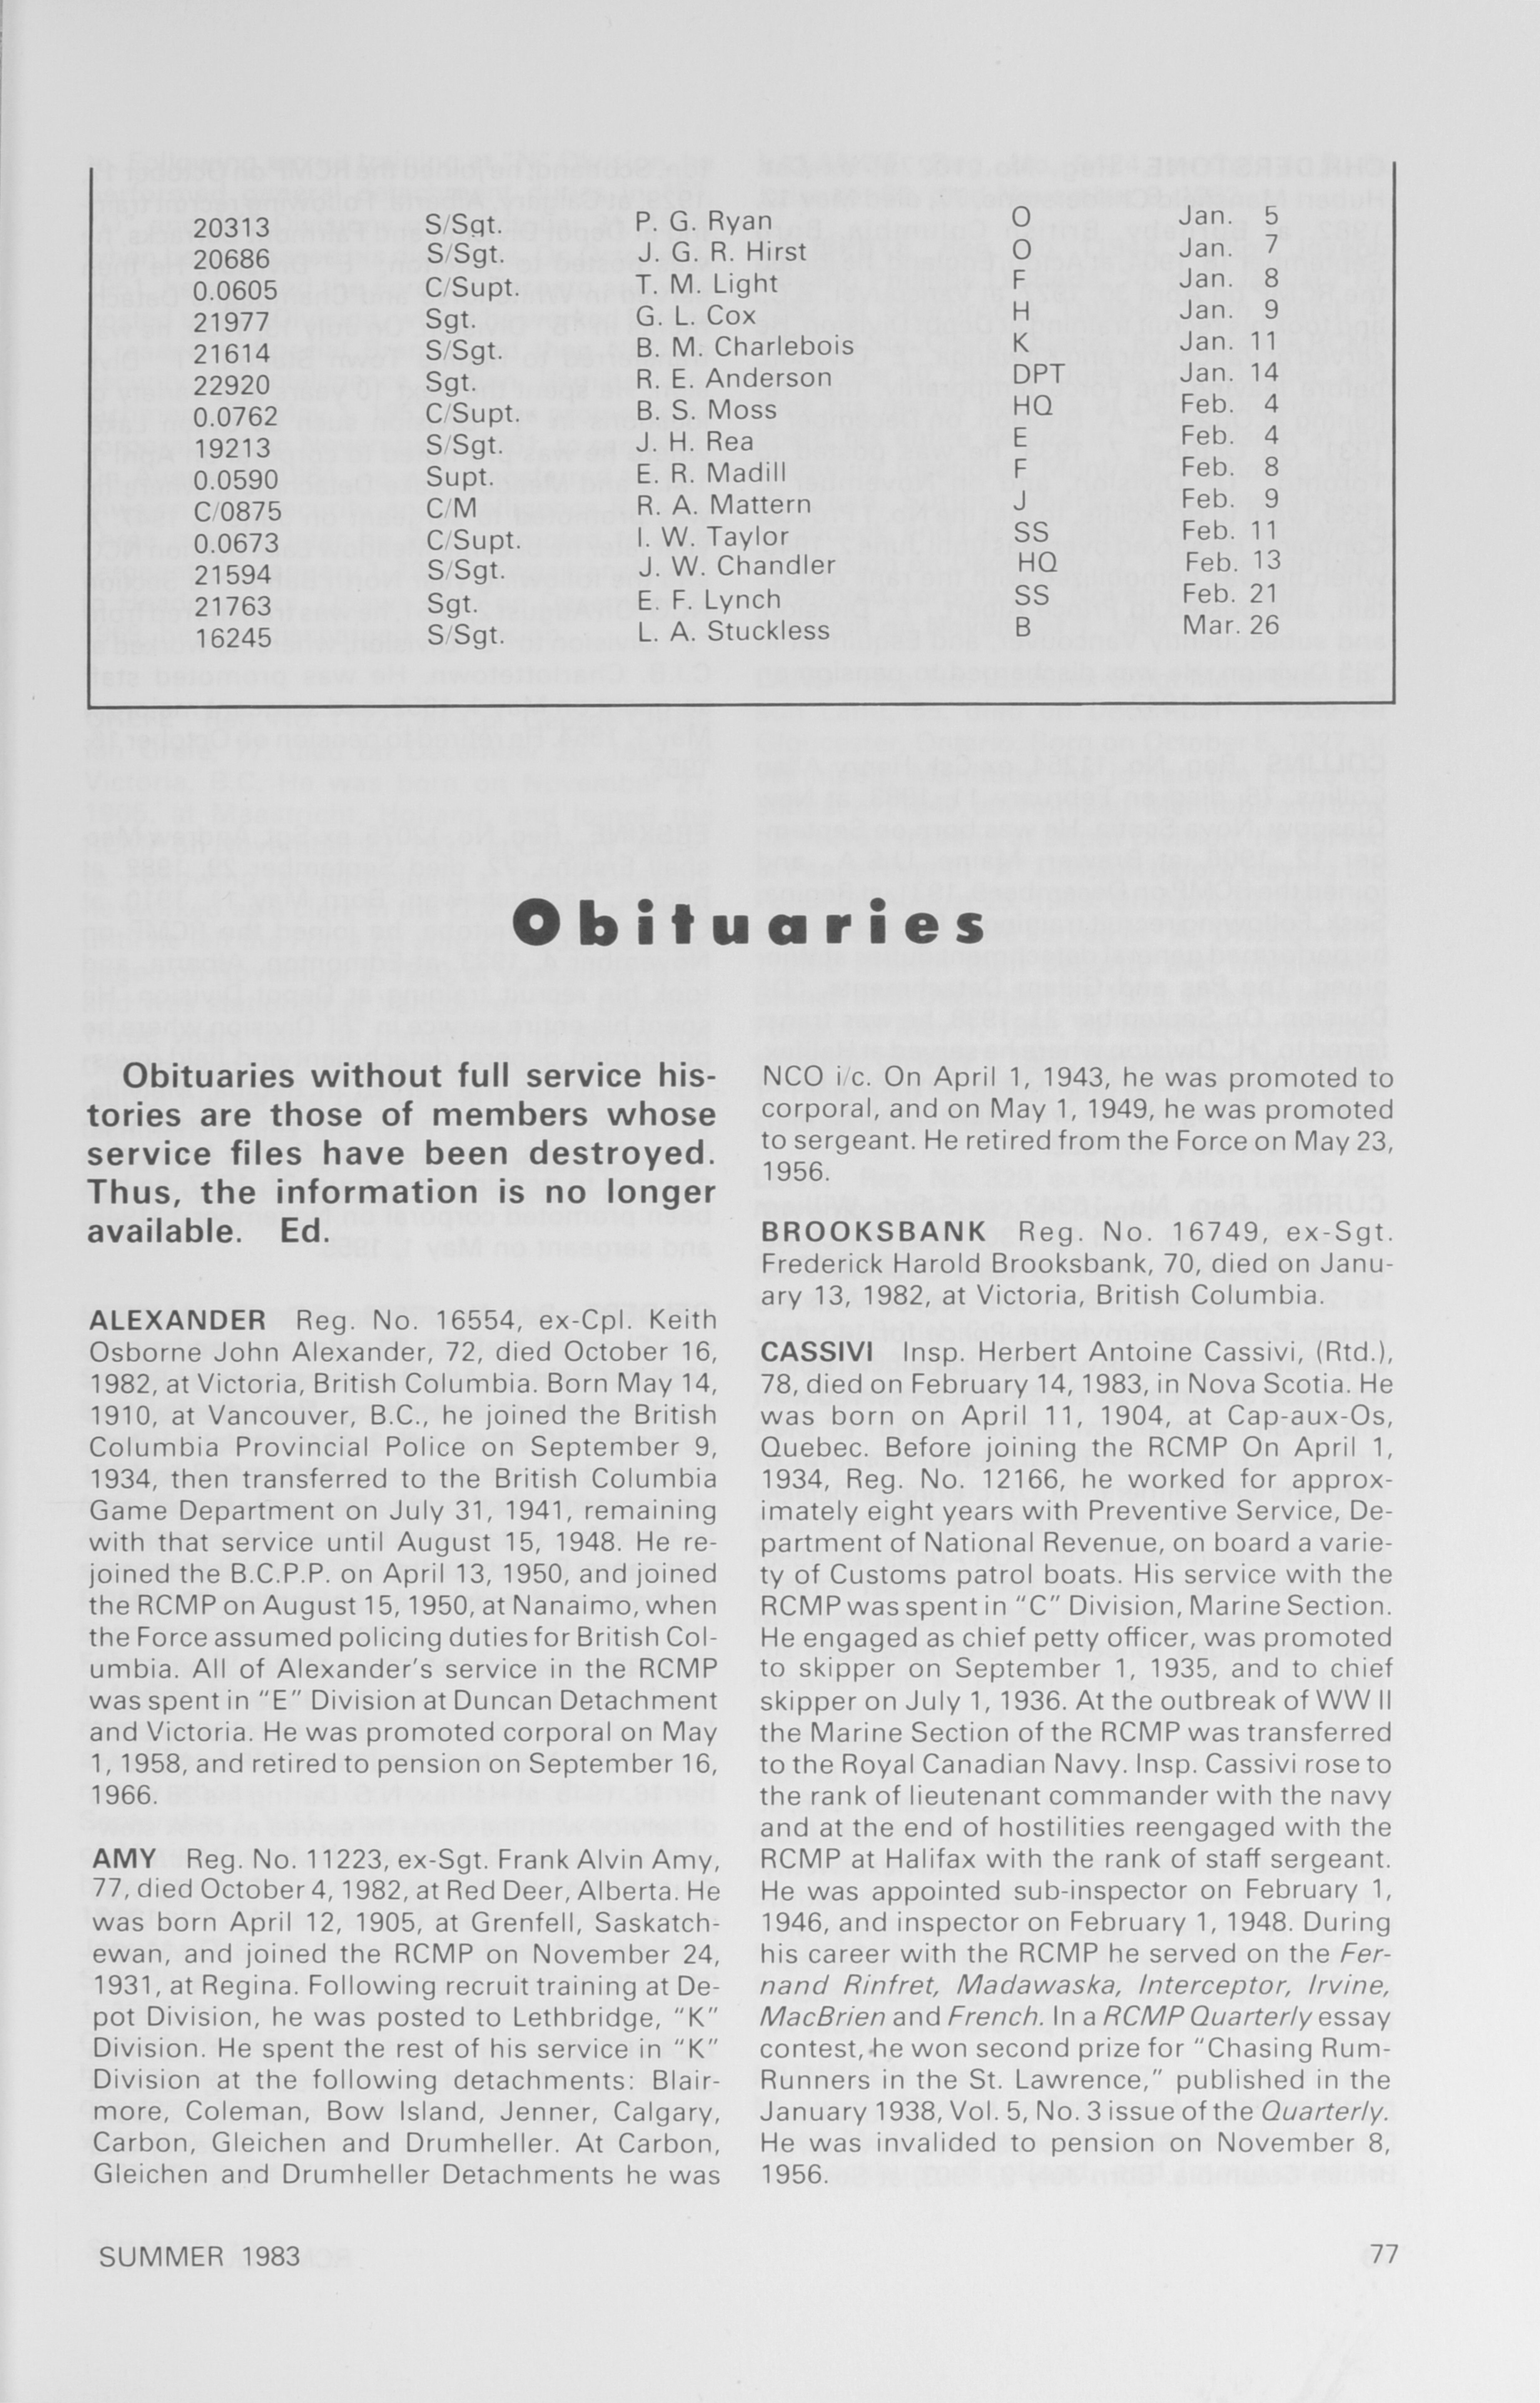 20313 S/Sgt. P. G. Ryan O Jan. 5
20686 S/Sgt. J. G. R. Hirst O Jan. 7
0.0605 C/Supt. T. M. Light F Jan. 8
21977 Sgt. G. L. Cox H Jan. 9
21614 S/Sgt. B. M. Charlebois K Jan. 11
22920 Sgt. R. E. Anderson DPT Jan. 14
0.0762 C/Supt. B. S. Moss HQ Feb. 4
19213 S/Sgt. J. H. Rea E Feb. 4
0.0590 Supt. E. R. Madill F Feb. 8
C/0875 C/M R. A. Mattern J Feb. 9
0.0673 C/Supt. I. W. Taylor SS Feb. 11
21594 S/Sgt. J. W. Chandler HQ Feb. 13
21763 Sgt. E. F. Lynch SS Feb. 21
16245 S/Sgt. L. A. Stuckless B Mar. 26
Obituaries
Obituaries without full service his-
tories are those of members whose
service files have been destroyed.
Thus, the information is no longer
available. Ed.
ALEXANDER Reg. No. 16554, ex-Cpl. Keith
Osborne John Alexander, 72, died October 16,
1982, at Victoria, British Columbia. Born May 14,
1910, at Vancouver, B.C., he joined the British
Columbia Provincial Police on September 9,
1934, then transferred to the British Columbia
Game Department on July 31, 1941, remaining
with that service until August 15, 1948. He re-
joined the B.C.P.P. on April 13, 1950, and joined
the RCMP on August 15, 1950, at Nanaimo, when
the Force assumed policing duties for British Col-
umbia. All of Alexander's service in the RCMP
was spent in "E" Division at Duncan Detachment
and Victoria. He was promoted corporal on May
1, 1958, and retired to pension on September 16,
1966.
AMY Reg. No. 11223, ex-Sgt. Frank Alvin Amy,
77, died October 4, 1982, at Red Deer, Alberta. He
was born April 12, 1905, at Grenfell, Saskatch-
ewan, and joined the RCMP on November 24,
1931, at Regina. Following recruit training at De-
pot Division, he was posted to Lethbridge, "K"
Division. He spent the rest of his service in "K"
Division at the following detachments: Blair-
more, Coleman, Bow Island, Jenner, Calgary,
Carbon, Gleichen and Drumheller. At Carbon,
Gleichen and Drumheller Detachments he was
NCO i/c. On April 1, 1943, he was promoted to
corporal, and on May 1, 1949, he was promoted
to sergeant. He retired from the Force on May 23,
1956.
BROOKSBANK Reg. No. 16749, ex-Sgt.
Frederick Harold Brooksbank, 70, died on Janu-
ary 13, 1982, at Victoria, British Columbia.
CASSIVI Insp. Herbert Antoine Cassivi, (Rtd.),
78, died on February 14, 1983, in Nova Scotia. He
was born on April 11, 1904, at Cap-aux-Os,
Quebec. Before joining the RCMP On April 1,
1934, Reg. No. 12166, he worked for approx-
imately eight years with Preventive Service, De-
partment of National Revenue, on board a varie-
ty of Customs patrol boats. His service with the
RCMP was spent in "C" Division, Marine Section.
He engaged as chief petty officer, was promoted
to skipper on September 1, 1935, and to chief
skipper on July 1, 1936. At the outbreak of WW II
the Marine Section of the RCMP was transferred
to the Royal Canadian Navy. Insp. Cassivi rose to
the rank of lieutenant commander with the navy
and at the end of hostilities reengaged with the
RCMP at Halifax with the rank of staff sergeant.
He was appointed sub-inspector on February 1,
1946, and inspector on February 1, 1948. During
his career with the RCMP he served on the Fer-
nand Rinfret, Madawaska, Interceptor, Irvine,
MacBrien and French. In a RCMP Quarterly essay
contest, he won second prize for "Chasing Rum-
Runners in the St. Lawrence," published in the
January 1938, Vol. 5, No. 3 issue of the Quarterly.
He was invalided to pension on November 8,
1956.
SUMMER 1983
77